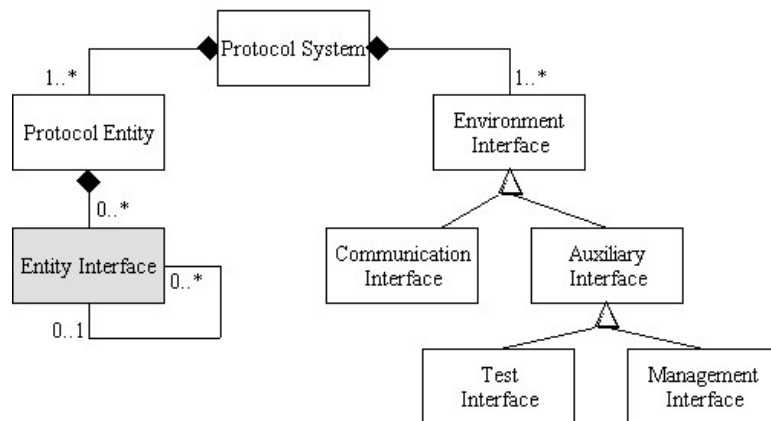 Protocol System
1..*
1..*
Protocol Entity
Environment
Interface
0..*
Entity Interface
0..*
0..1
Communication
Interface
Auxiliary
Interface
Test
Interface
Management
Interface